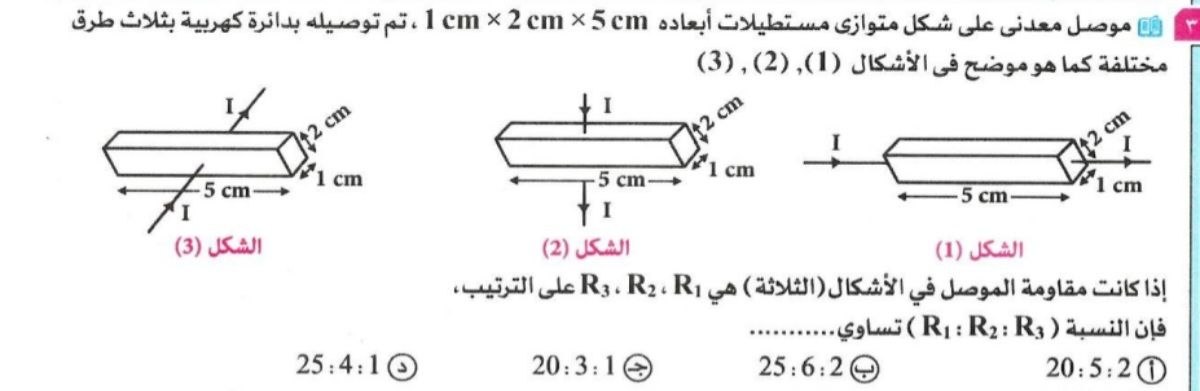 ٣ موصل معدنى على شكل متوازى مستطيلات أبعاده 1 cm × 2 cm × 5 cm ، تم توصيله بدائرة كهربية بثلاث طرق
مختلفة كما هو موضح فى الأشكال (1) ، (2) ، (3)
I I 2 cm 1 cm 5 cm
الشكل (1)
I I 2 cm 1 cm 5 cm
الشكل (2)
I I 2 cm 1 cm 5 cm
الشكل (3)
إذا كانت مقاومة الموصل في الأشكال (الثلاثة) هي R₁ ، R₂ ، R₃ على الترتيب،
فإن النسبة (R₁ : R₂ : R₃) تساوي...........
أ 20 : 5 : 2 ب 25 : 6 : 2 جـ 20 : 3 : 1 د 25 : 4 : 1